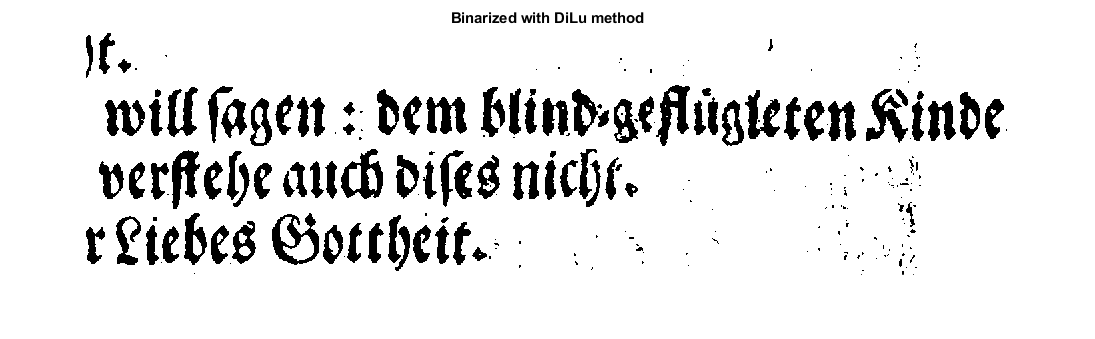 Binarized with DiLu method
t.
will ſagen : dem blind-geflügleten Kinde
verſtehe auch diſes nicht.
r Liebes Gottheit.